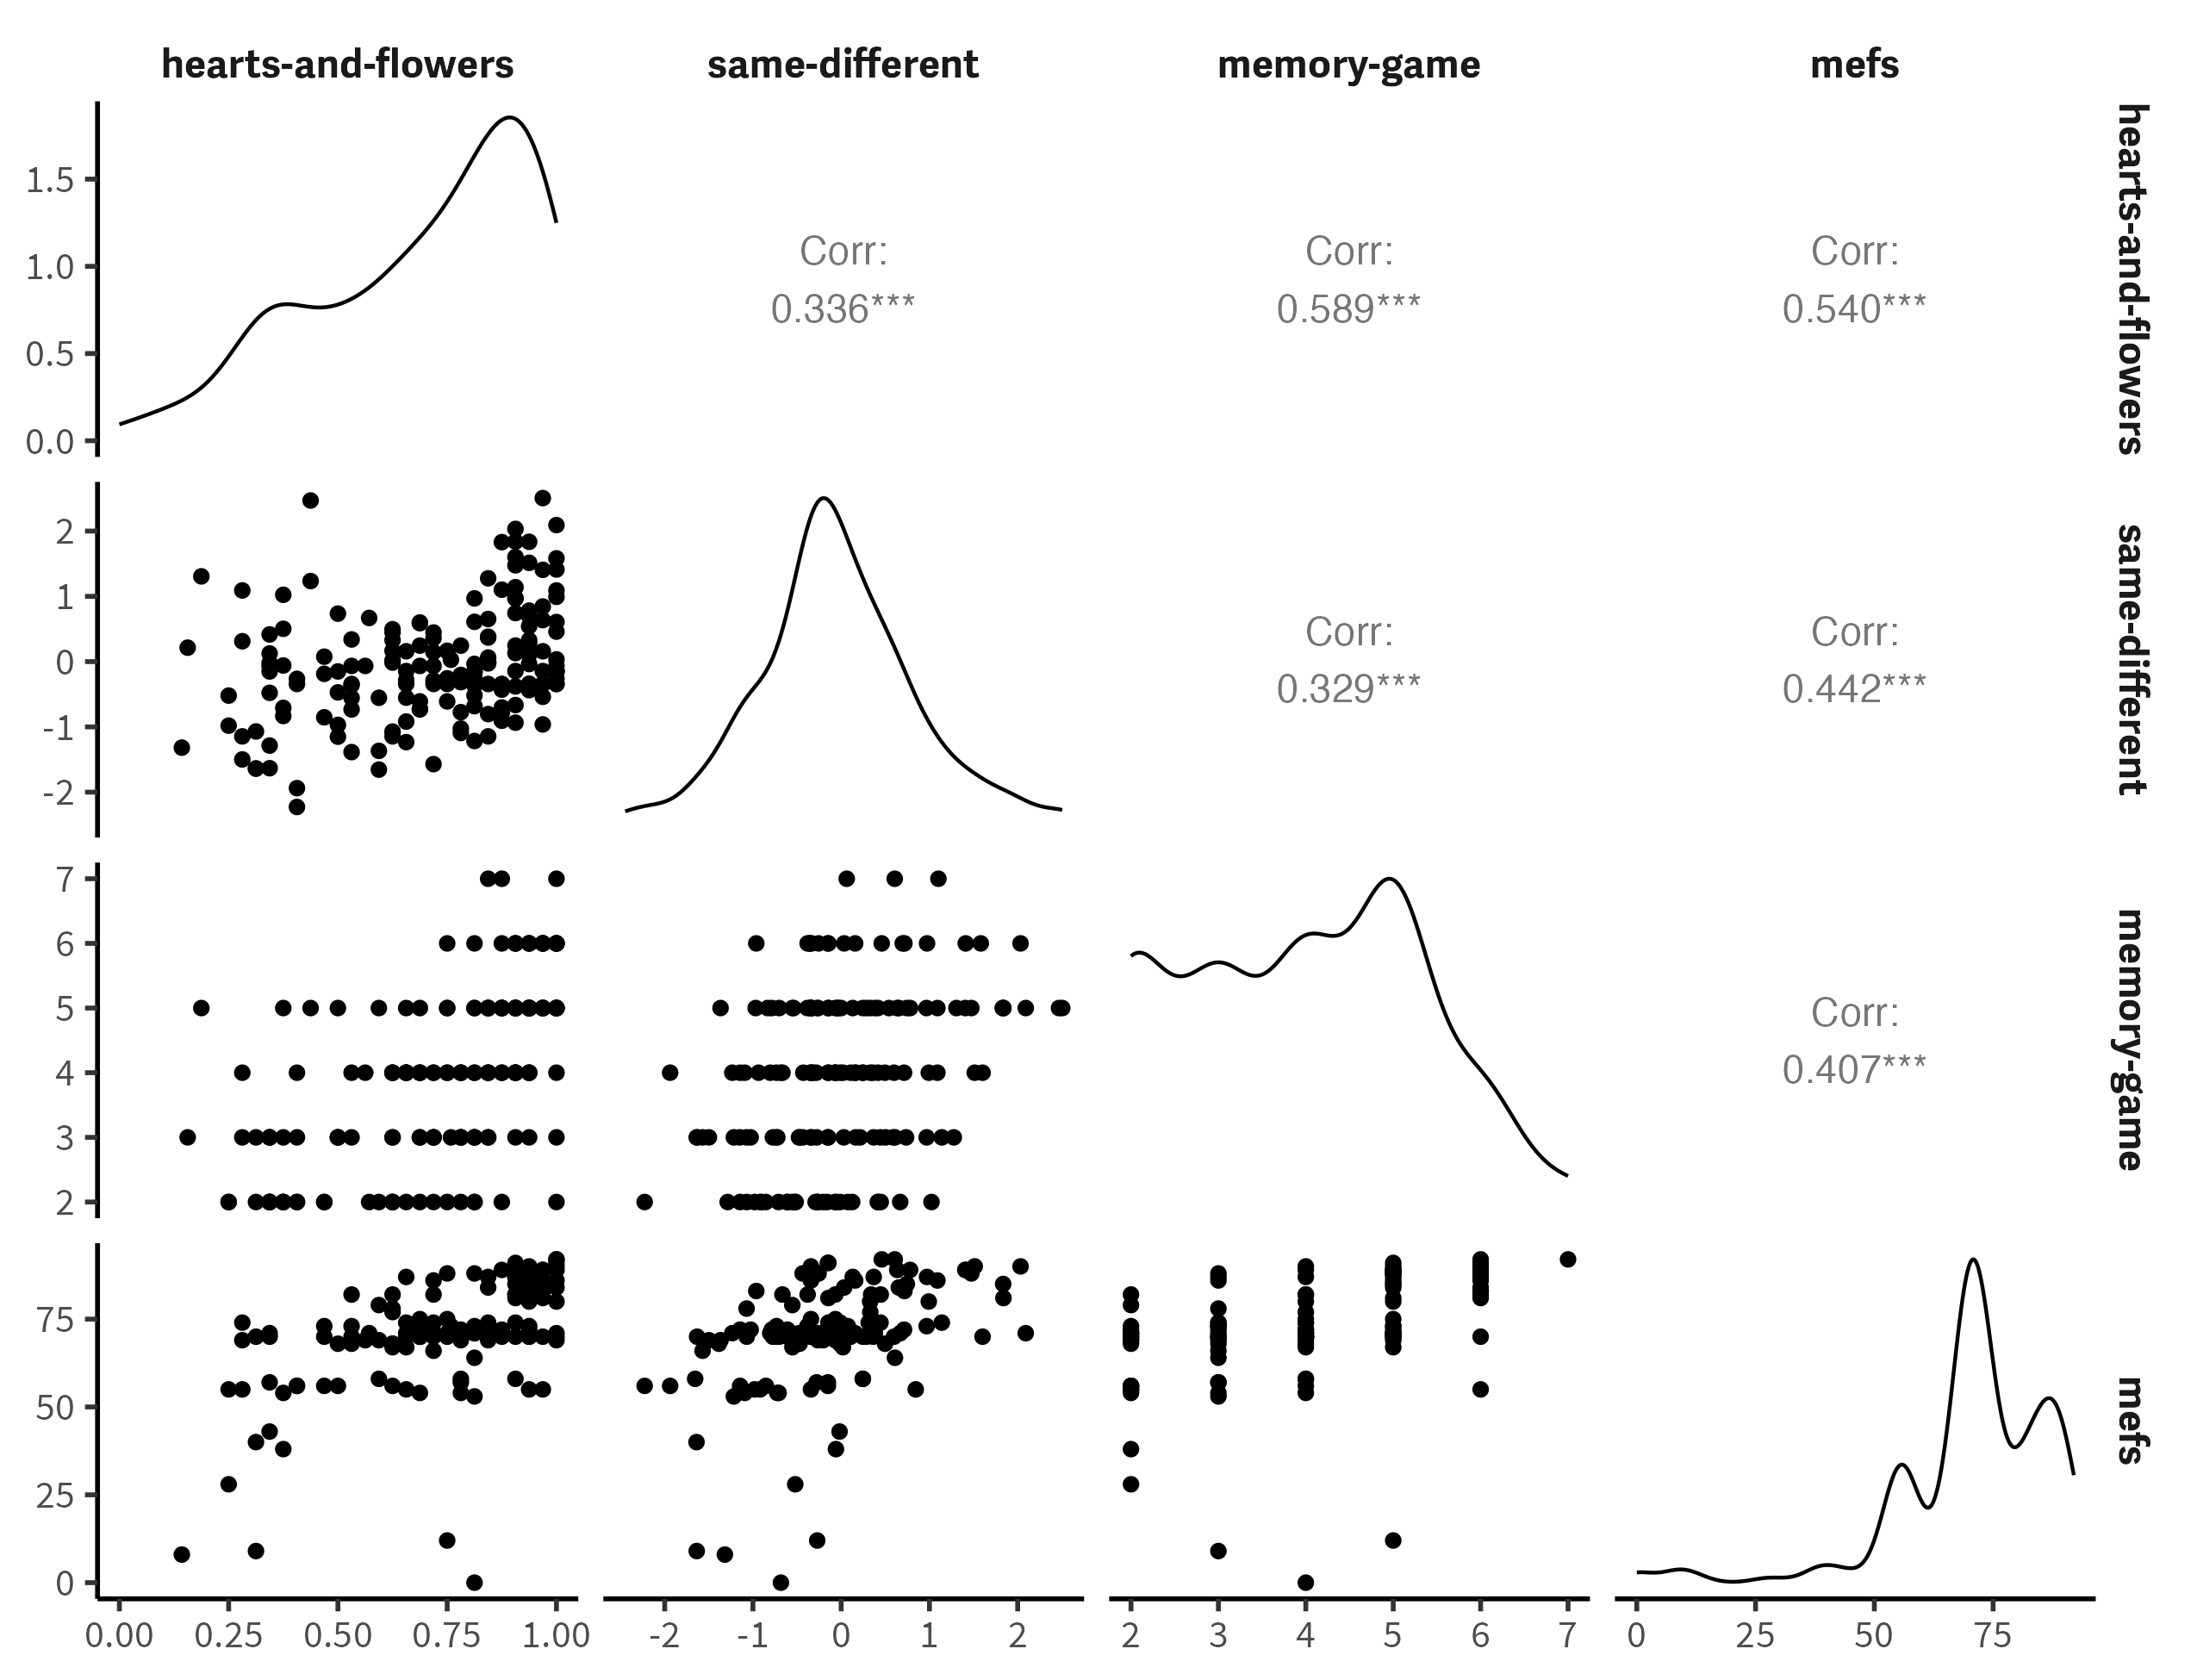 hearts-and-flowers same-different memory-game mefs
hearts-and-flowers
1.5
1.0
0.5
0.0
Corr:
0.336***
Corr:
0.589***
Corr:
0.540***
same-different
2
1
0
-1
-2
Corr:
0.329***
Corr:
0.442***
memory-game
7
6
5
4
3
2
Corr:
0.407***
mefs
75
50
25
0
0.00 0.25 0.50 0.75 1.00 -2 -1 0 1 2 2 3 4 5 6 7 0 25 50 75